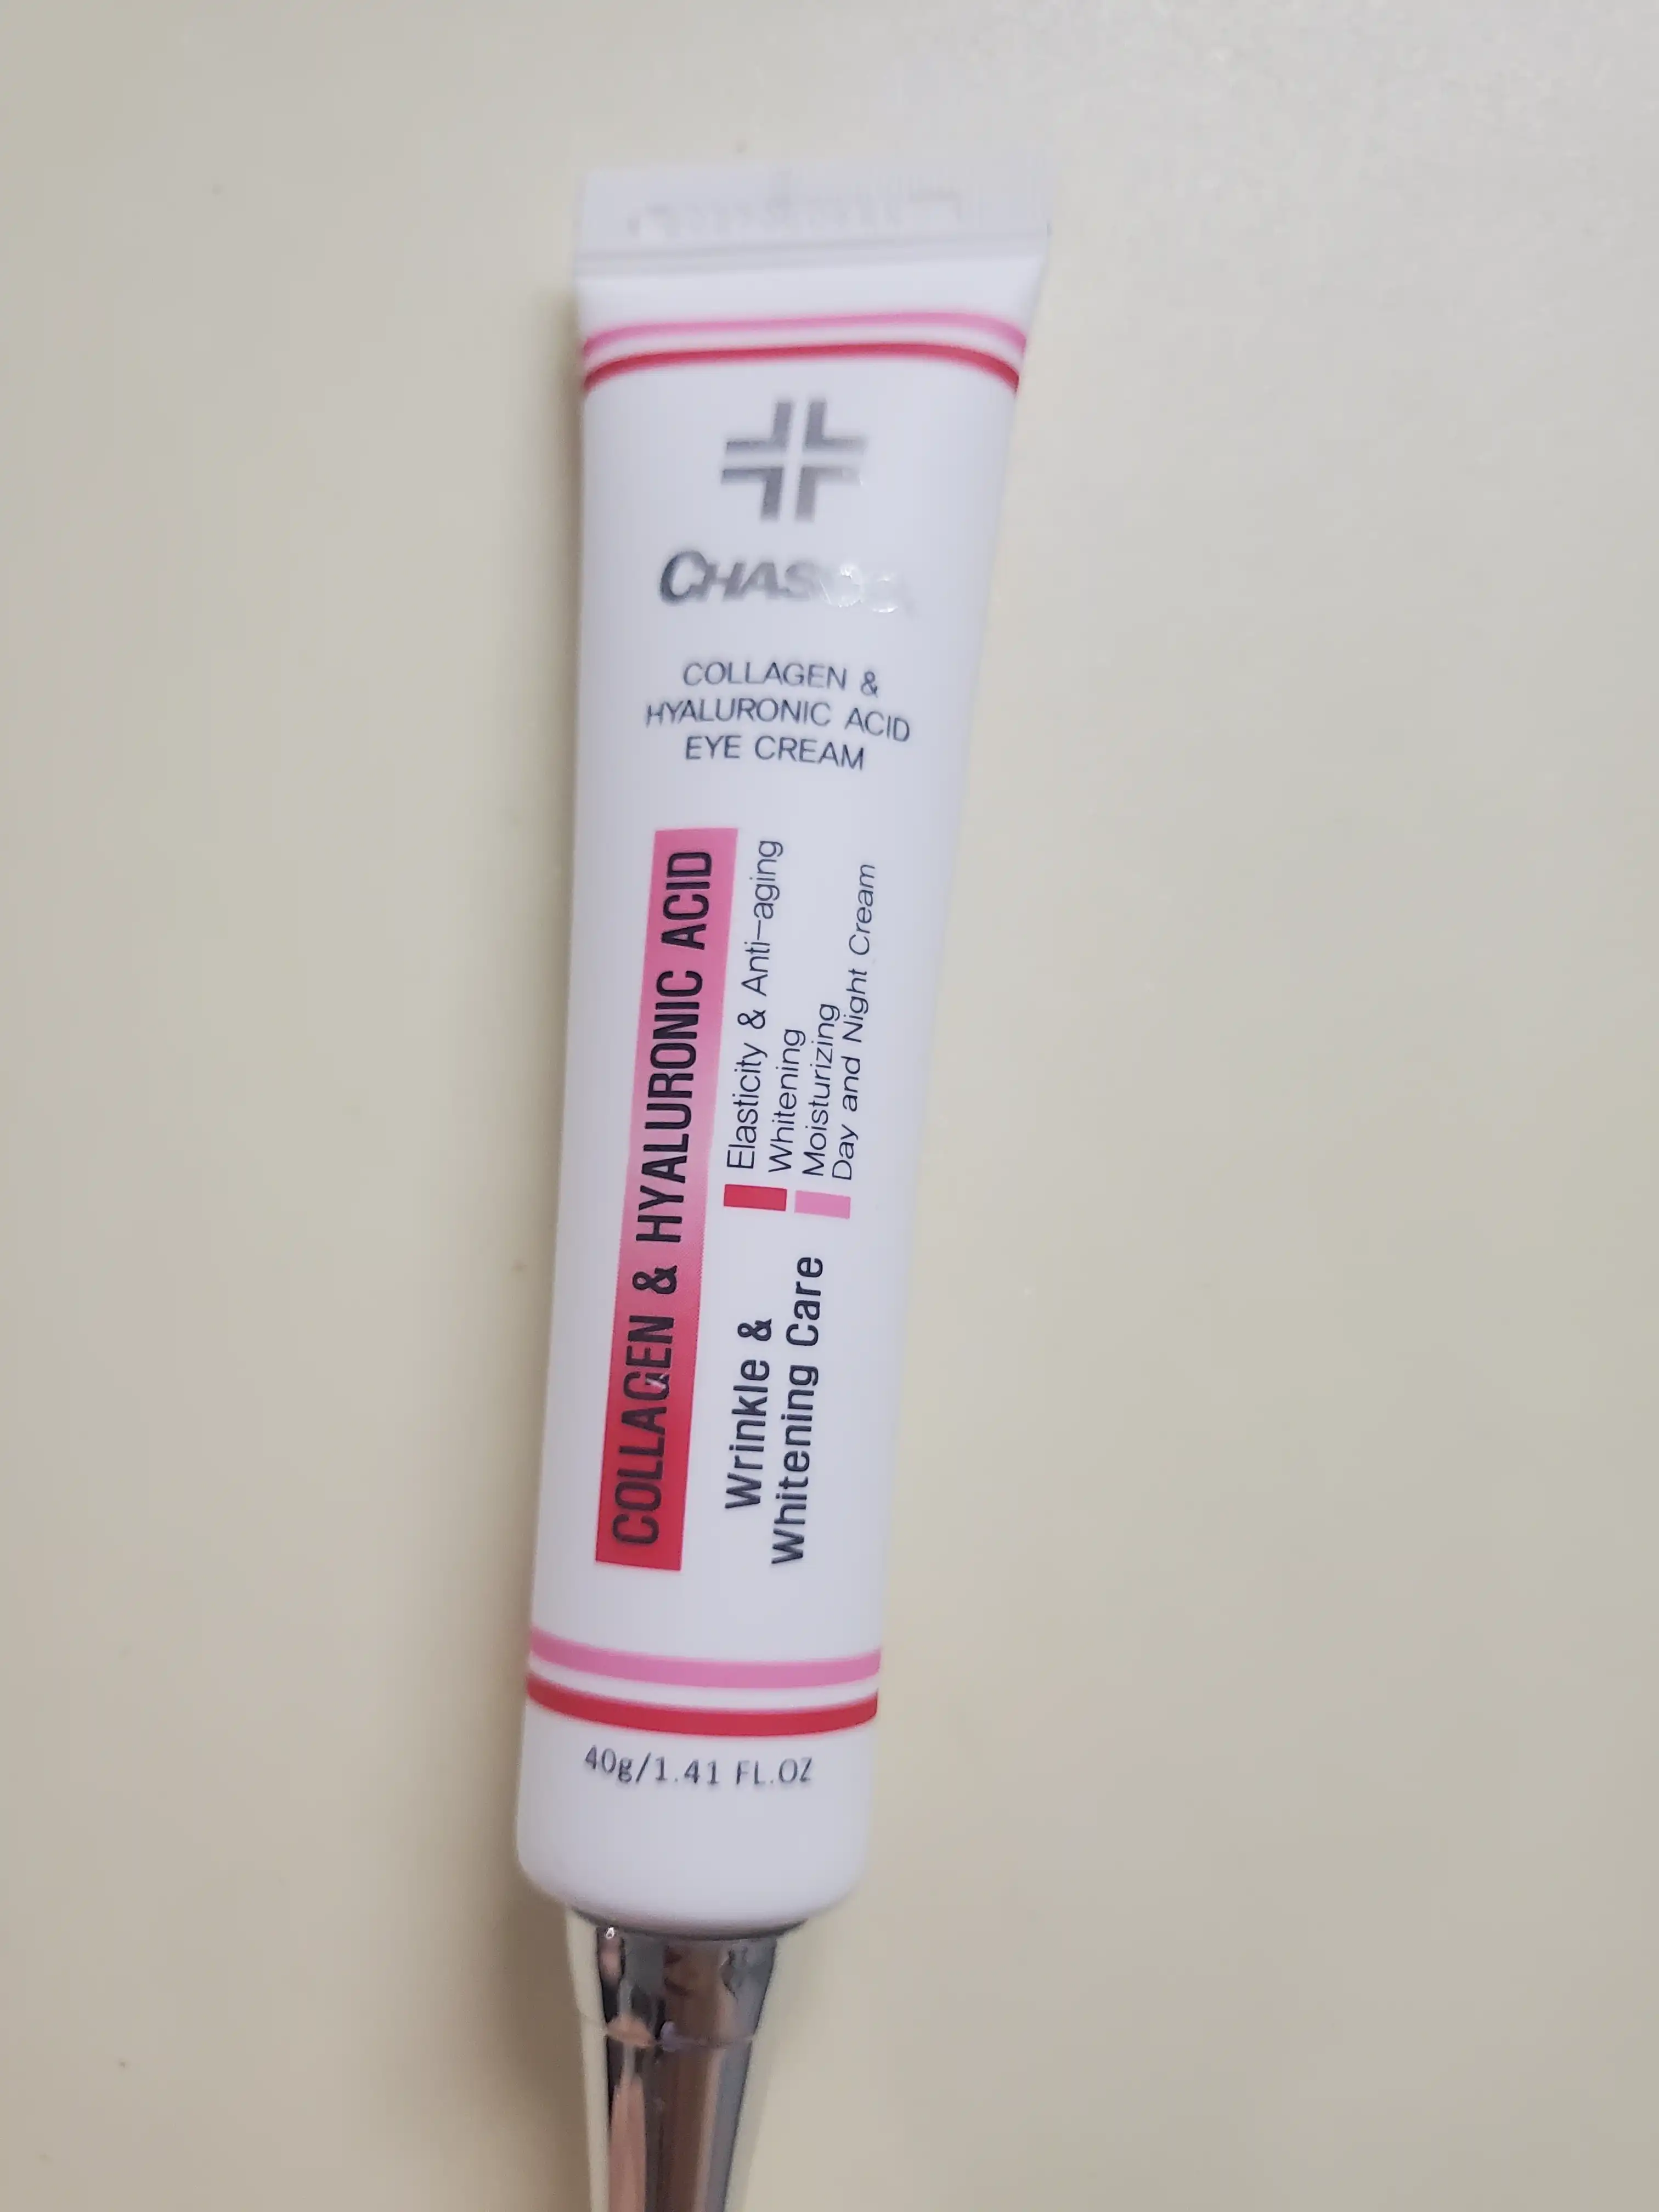 COLLAGEN &
HYALURONIC ACID
EYE CREAM
COLLAGEN & HYALURONIC ACID
Wrinkle &
Whitening Care
Elasticity & Anti-aging
Whitening
Moisturizing
Day and Night Cream
40g/1.41 FL.OZ